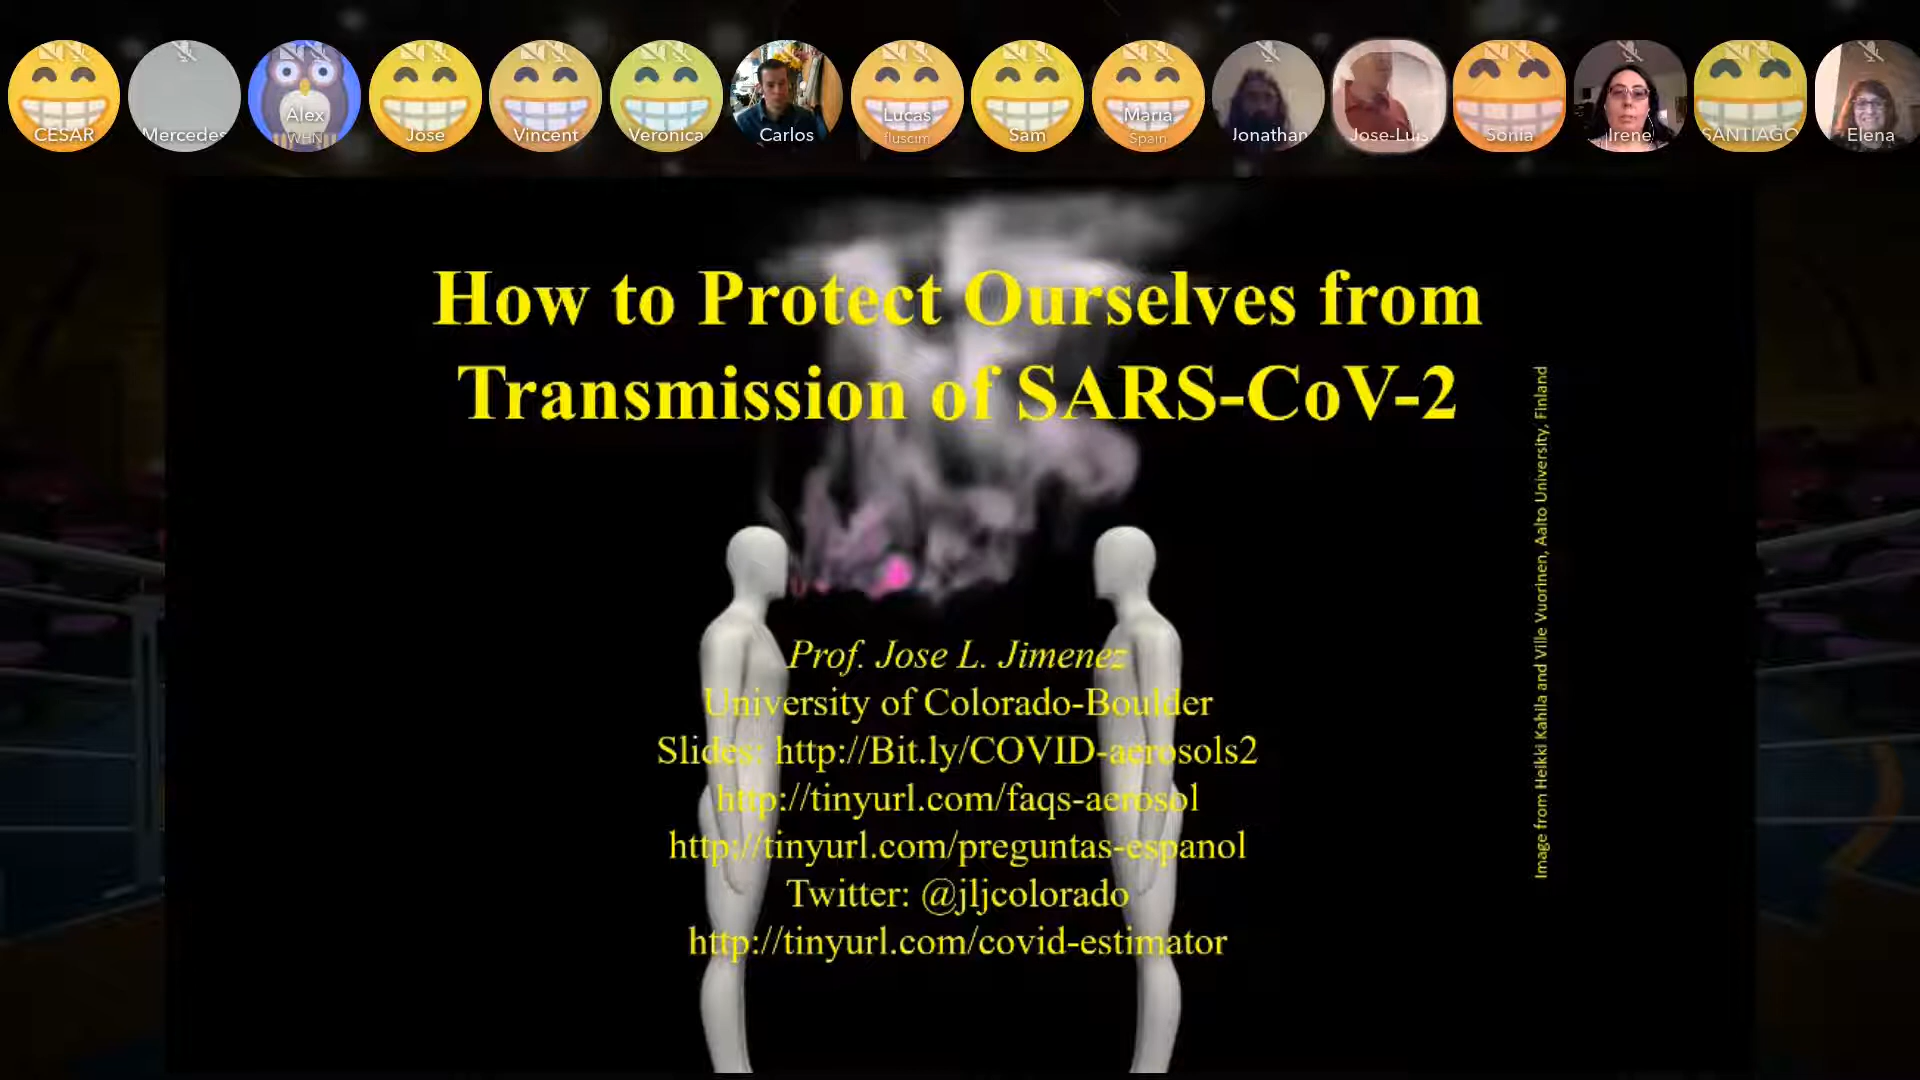 CESAR
Mercedes
Alex
WHN
Jose
Vincent
Veronica
Carlos
Lucas
fluscim
Sam
Maria
Spain
Jonathan
Jose-Luis
Sonia
Irene
SANTIAGO
Elena
How to Protect Ourselves from
Transmission of SARS-CoV-2
Prof. Jose L. Jimenez
University of Colorado-Boulder
Slides: http://Bit.ly/COVID-aerosols2
http://tinyurl.com/faqs-aerosol
http://tinyurl.com/preguntas-espanol
Twitter: @jljcolorado
http://tinyurl.com/covid-estimator
Image from Heikki Kahila and Ville Vuorinen, Aalto University, Finland